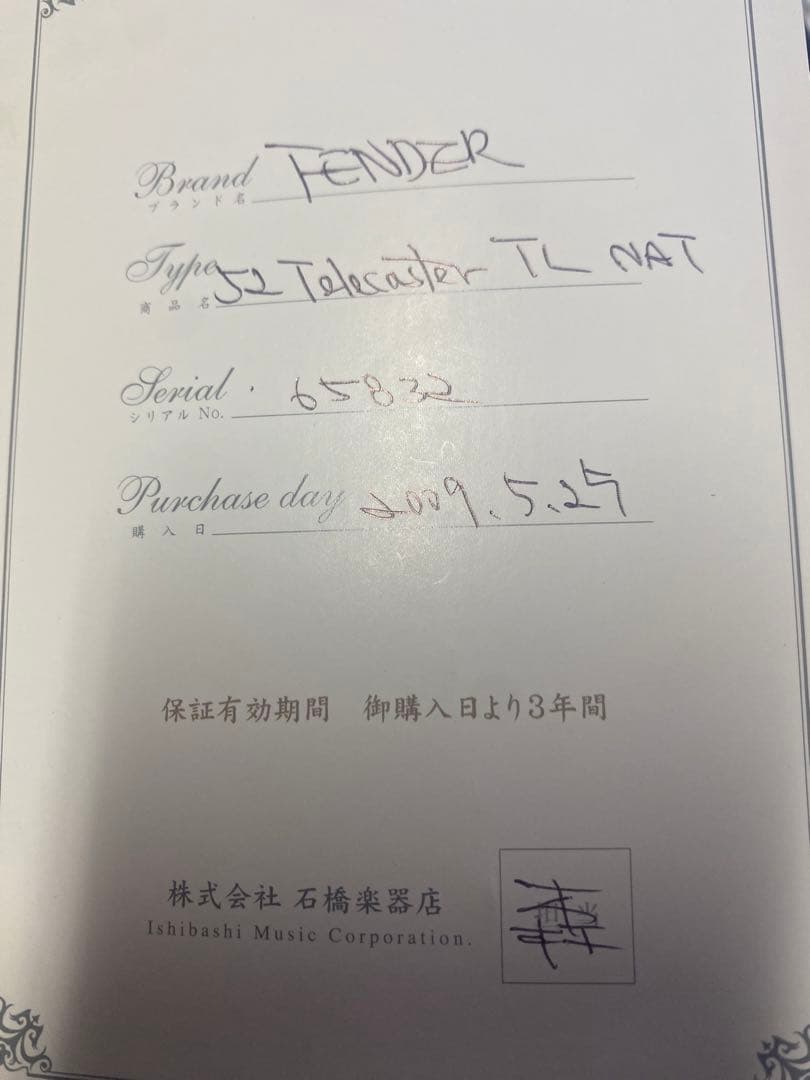 Brand FENDER
ブランド名
Type 52 Telecaster TL NAT
商品名
Serial . 65832
シリアル No.
Purchase day 2009.5.25
購入日
保証有効期間 御購入日より3年間
株式会社 石橋楽器店
Ishibashi Music Corporation.
担当